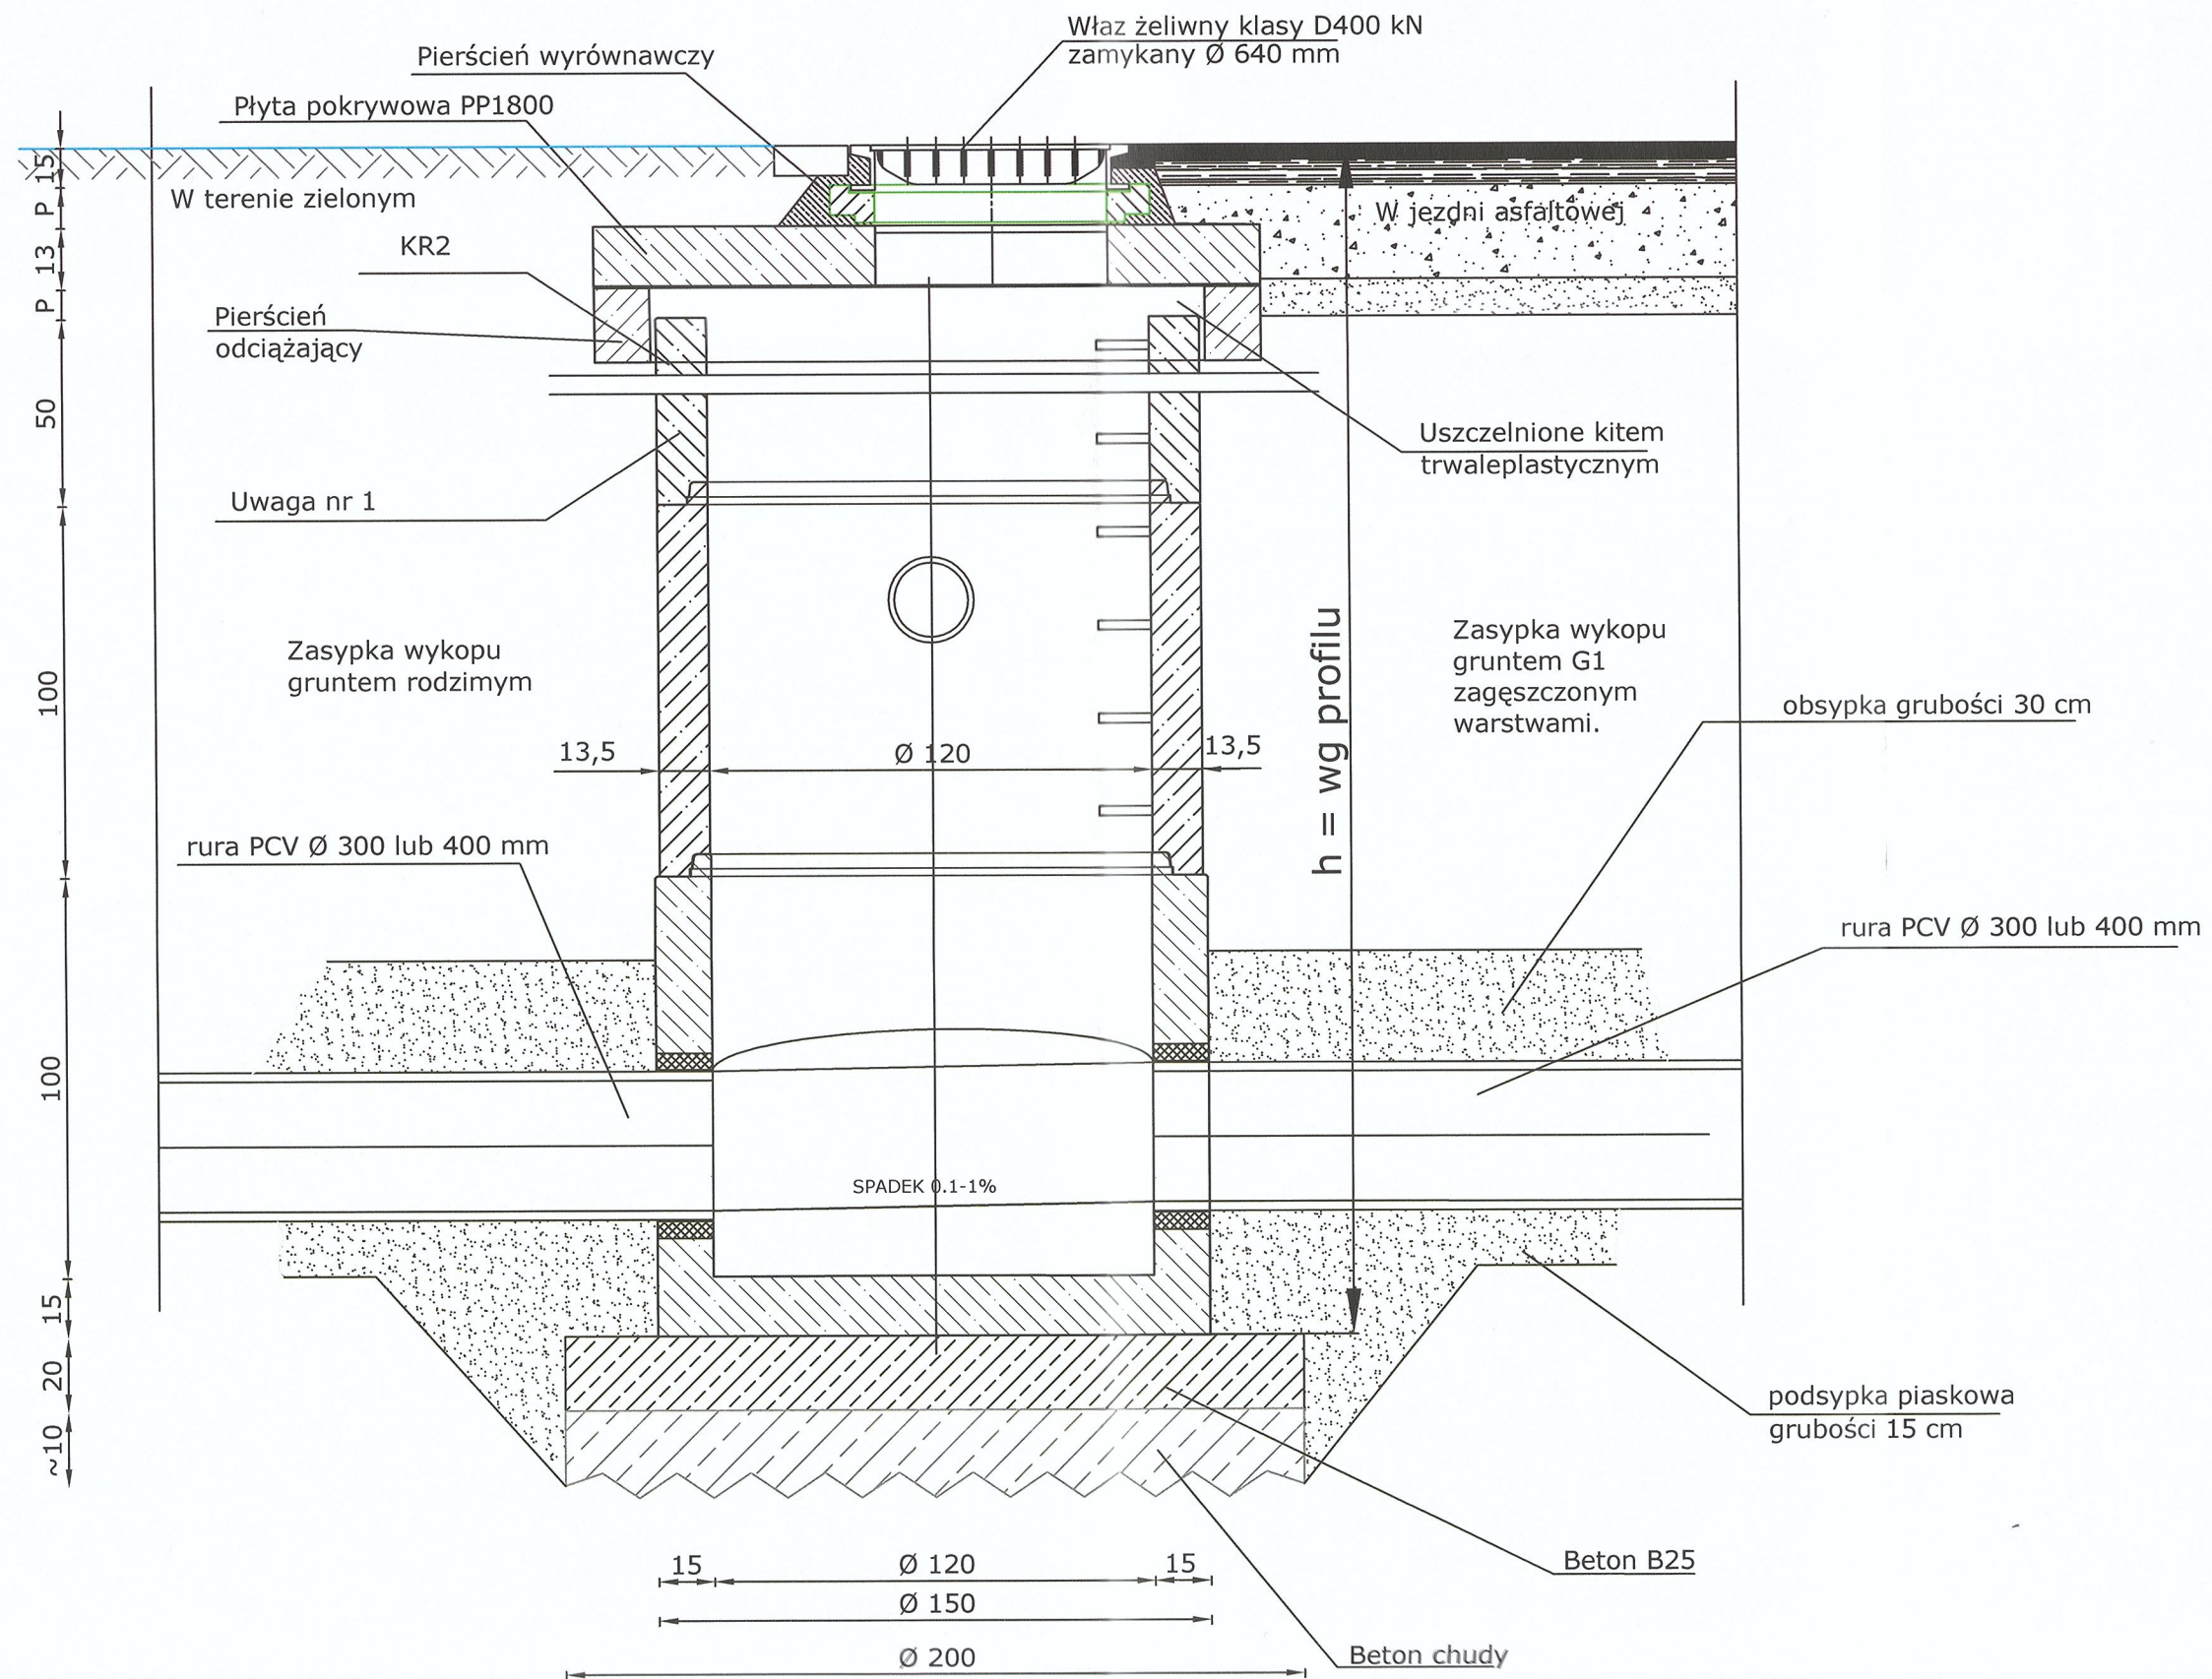 Właz żeliwny klasy D400 kN
zamykany Ø 640 mm
Pierścień wyrównawczy
Płyta pokrywowa PP1800
W terenie zielonym
W jezdni asfaltowej
KR2
Pierścień
odciążający
Uszczelnione kitem
trwaleplastycznym
Uwaga nr 1
Zasypka wykopu
gruntem rodzimym
Zasypka wykopu
gruntem G1
zagęszczonym
warstwami.
obsypka grubości 30 cm
13,5
Ø 120
13,5
h = wg profilu
rura PCV Ø 300 lub 400 mm
rura PCV Ø 300 lub 400 mm
SPADEK 0.1-1%
podsypka piaskowa
grubości 15 cm
Beton B25
Beton chudy
15
P
13
P
50
100
100
15
20
~10
15
Ø 120
15
Ø 150
Ø 200